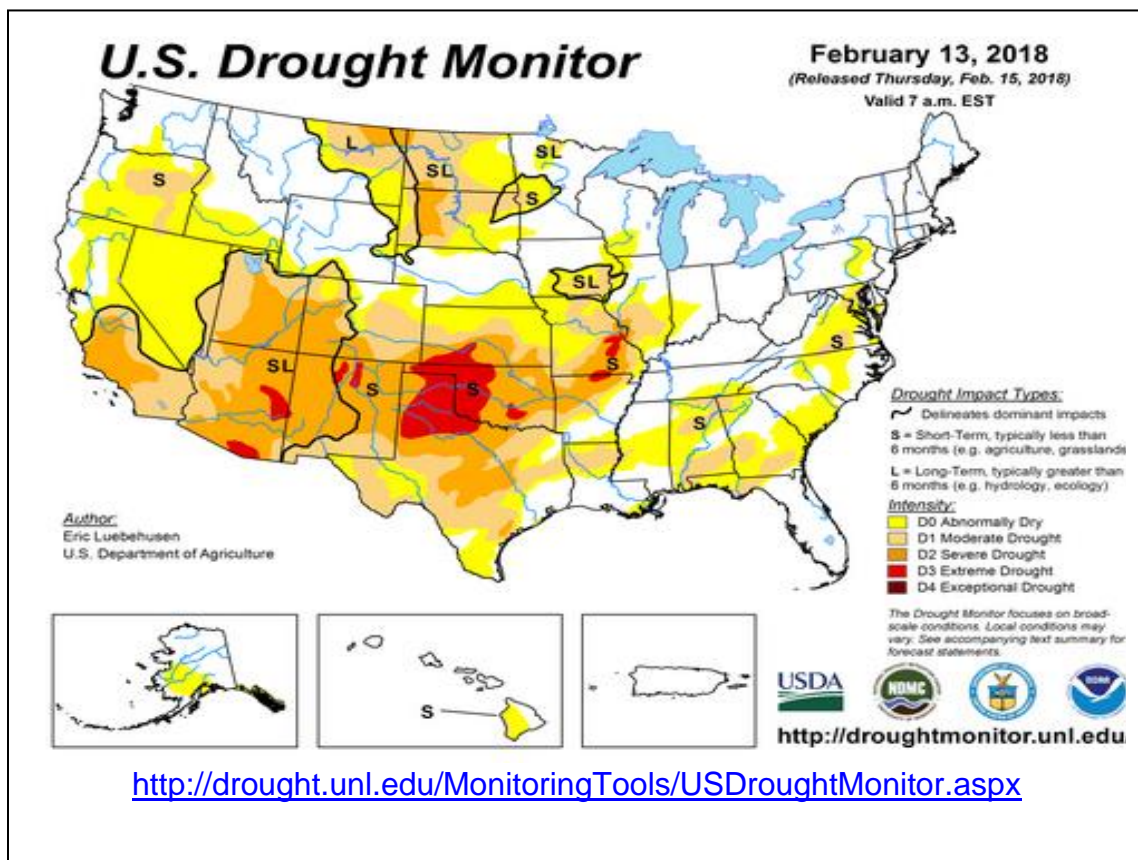 U.S. Drought Monitor
February 13, 2018
(Released Thursday, Feb. 15, 2018)
Valid 7 a.m. EST
L
SL
SL
S
S
SL
S
SL
S
S
S
S
Drought Impact Types:
Delineates dominant impacts
S = Short-Term, typically less than
6 months (e.g. agriculture, grasslands
L = Long-Term, typically greater than
6 months (e.g. hydrology, ecology)
Intensity:
D0 Abnormally Dry
D1 Moderate Drought
D2 Severe Drought
D3 Extreme Drought
D4 Exceptional Drought
Author:
Eric Luebehusen
U.S. Department of Agriculture
The Drought Monitor focuses on broad-
scale conditions. Local conditions may
vary. See accompanying text summary for
forecast statements.
S
USDA
NDMC
NOAA
http://droughtmonitor.unl.edu/
http://drought.unl.edu/MonitoringTools/USDroughtMonitor.aspx